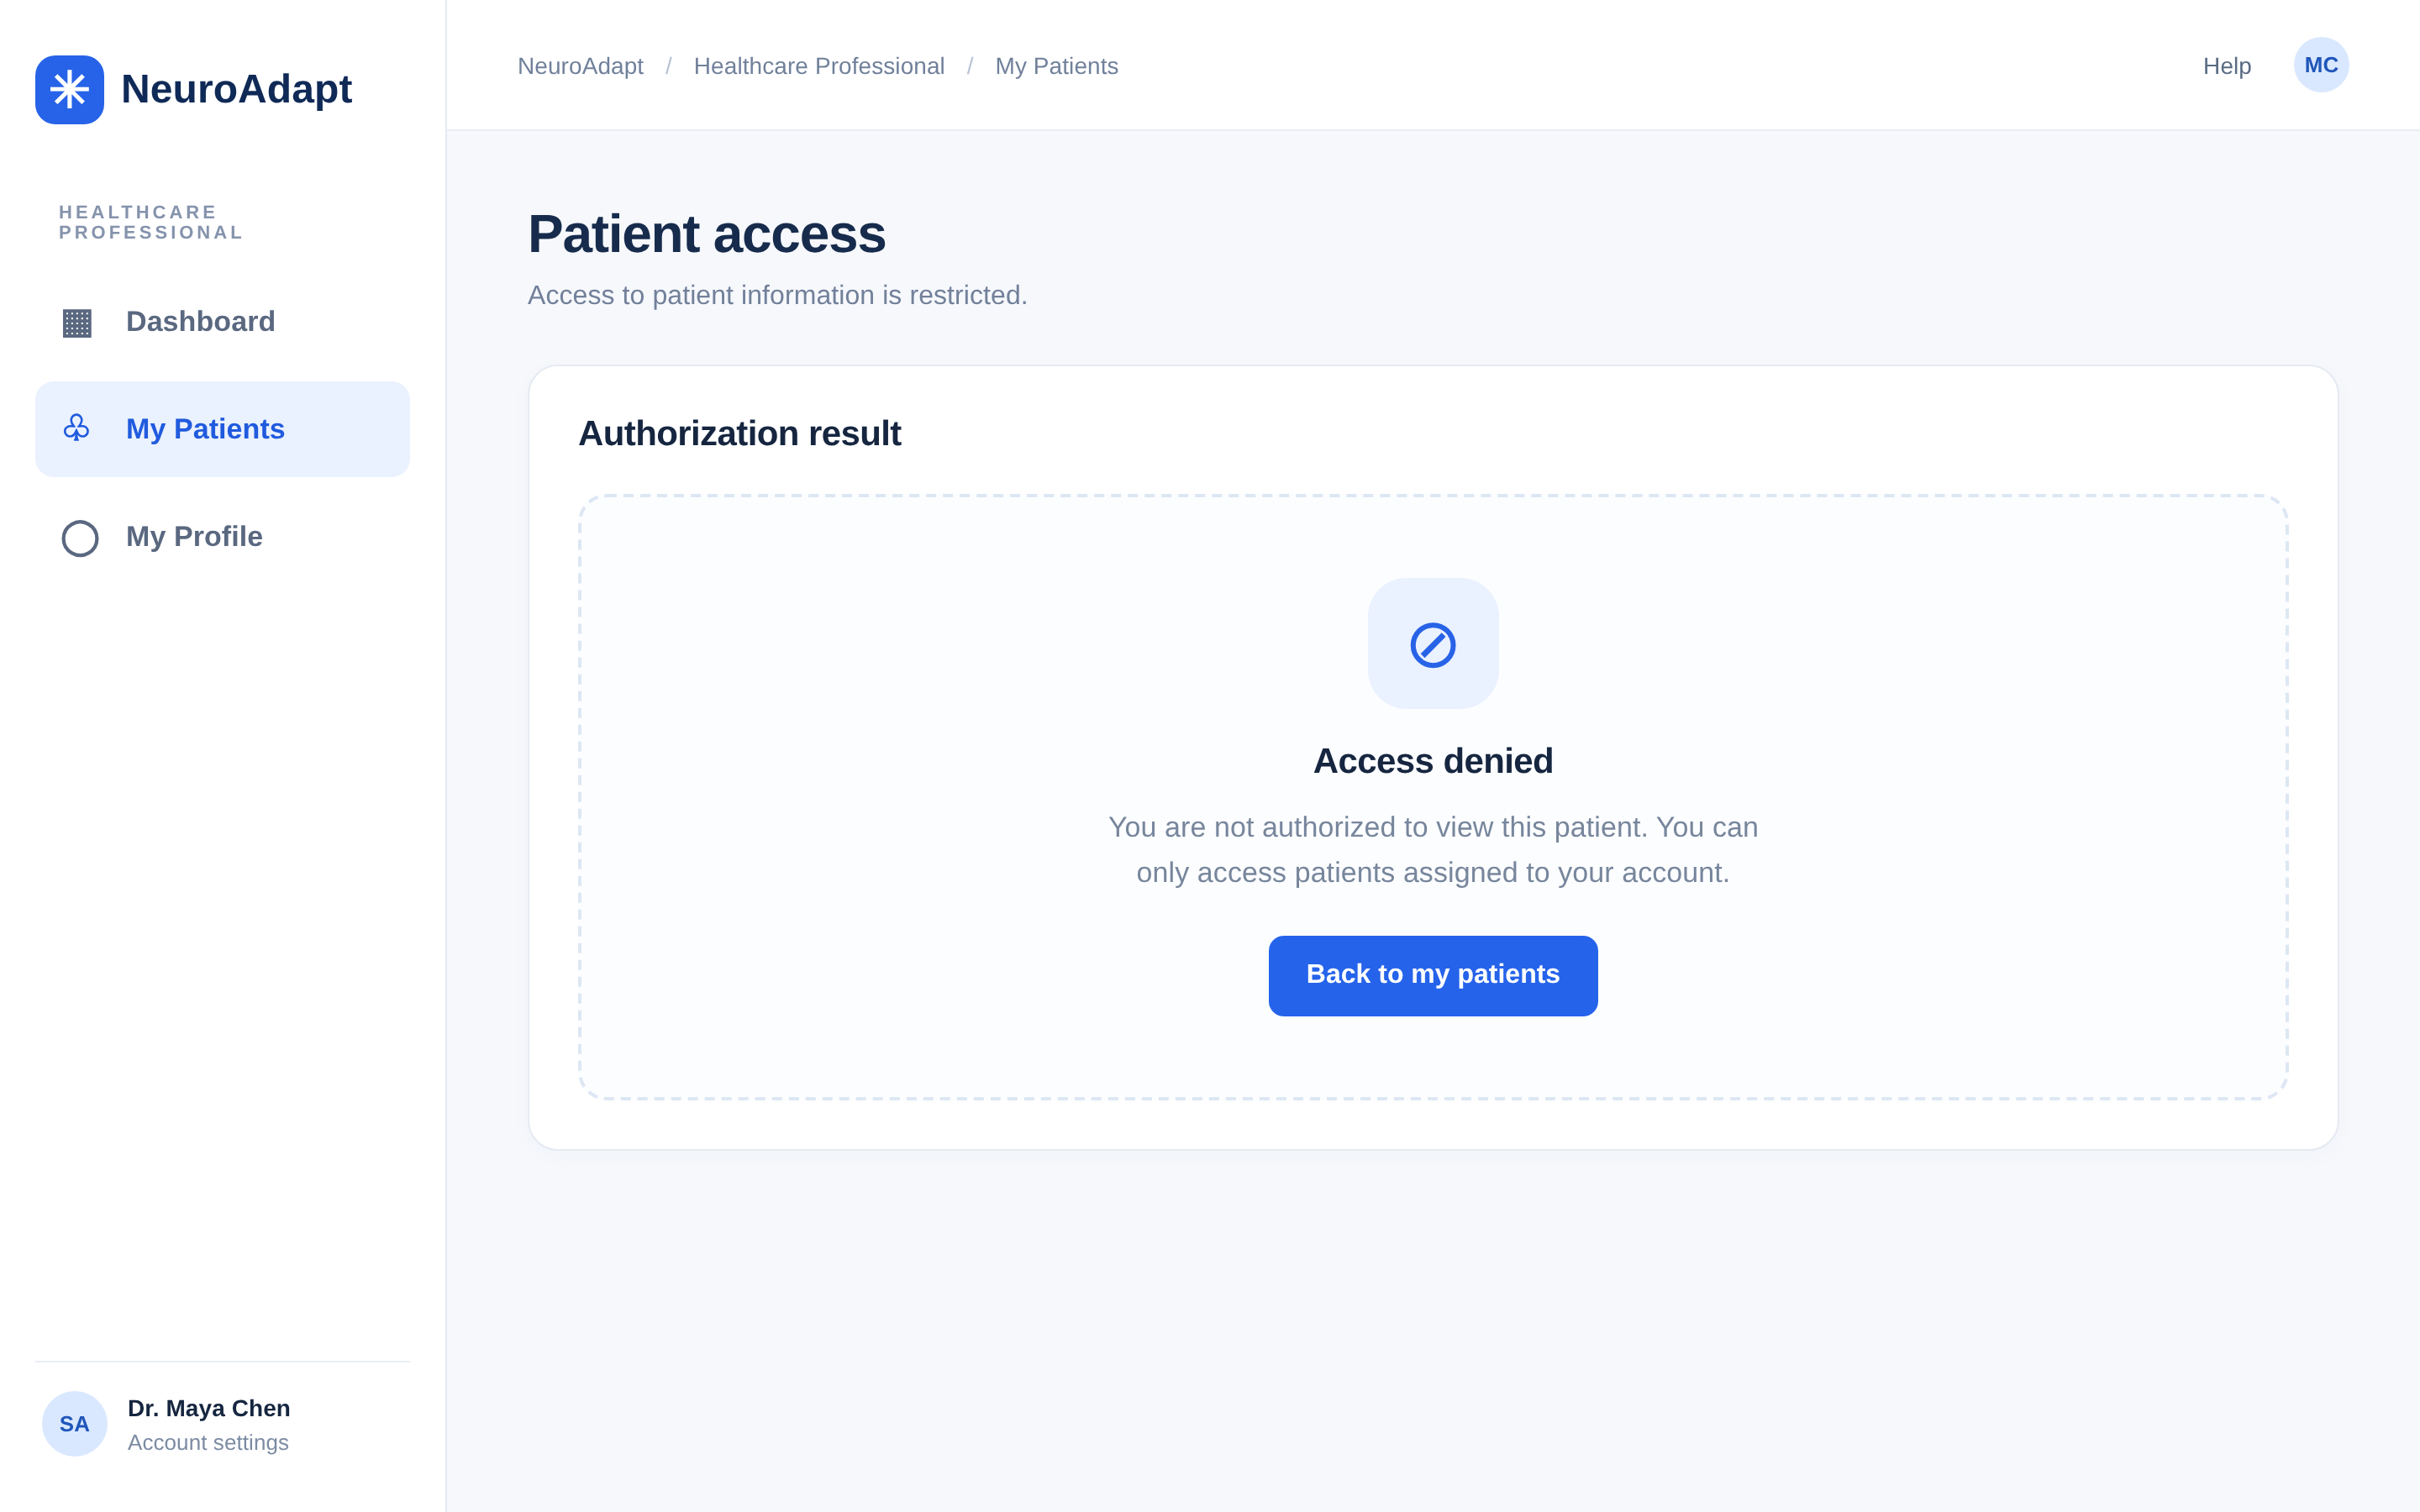 NeuroAdapt
HEALTHCARE
PROFESSIONAL
Dashboard
My Patients
My Profile
SA
Dr. Maya Chen
Account settings
NeuroAdapt / Healthcare Professional / My Patients
Help
MC
Patient access
Access to patient information is restricted.
Authorization result
Access denied
You are not authorized to view this patient. You can
only access patients assigned to your account.
Back to my patients